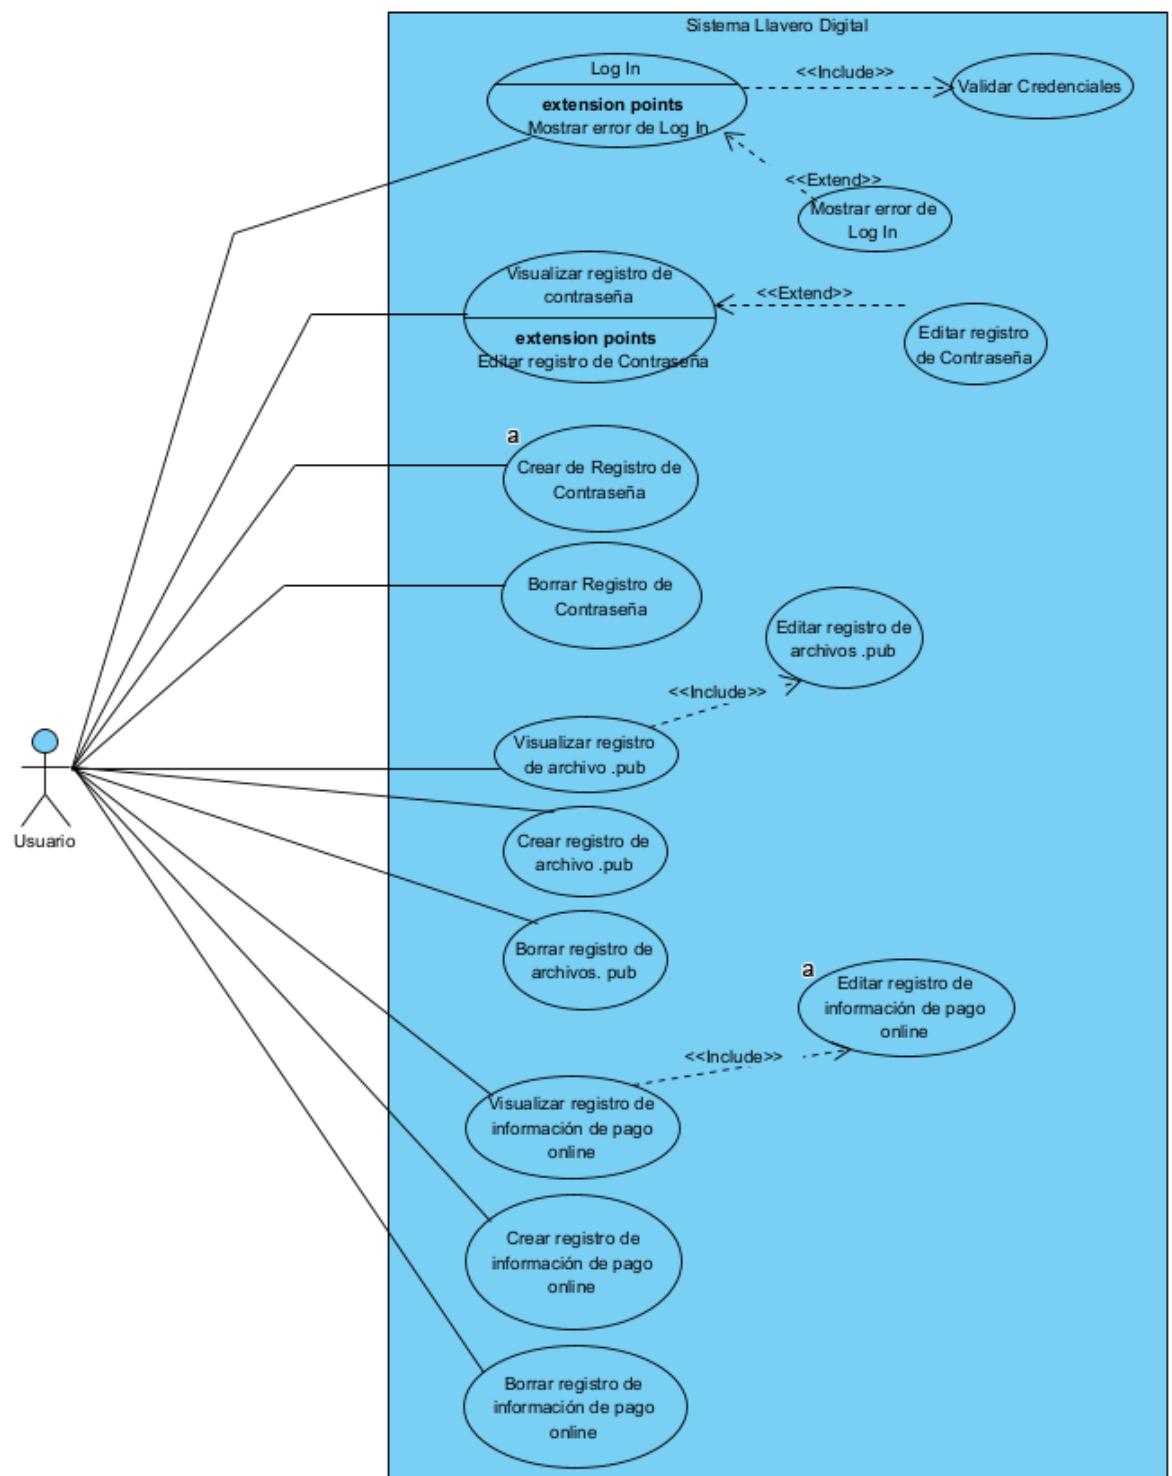 Sistema Llavero Digital
Log In
extension points
Mostrar error de Log In
<<Include>>
Validar Credenciales
<<Extend>>
Mostrar error de
Log In
Visualizar registro de
contraseña
extension points
Editar registro de Contraseña
<<Extend>>
Editar registro
de Contraseña
a
Crear de Registro de
Contraseña
Borrar Registro de
Contraseña
Editar registro de
archivos .pub
<<Include>>
Visualizar registro
de archivo .pub
Usuario
Crear registro de
archivo .pub
Borrar registro de
archivos. pub
a
Editar registro de
información de pago
online
<<Include>>
Visualizar registro de
información de pago
online
Crear registro de
información de pago
online
Borrar registro de
información de pago
online